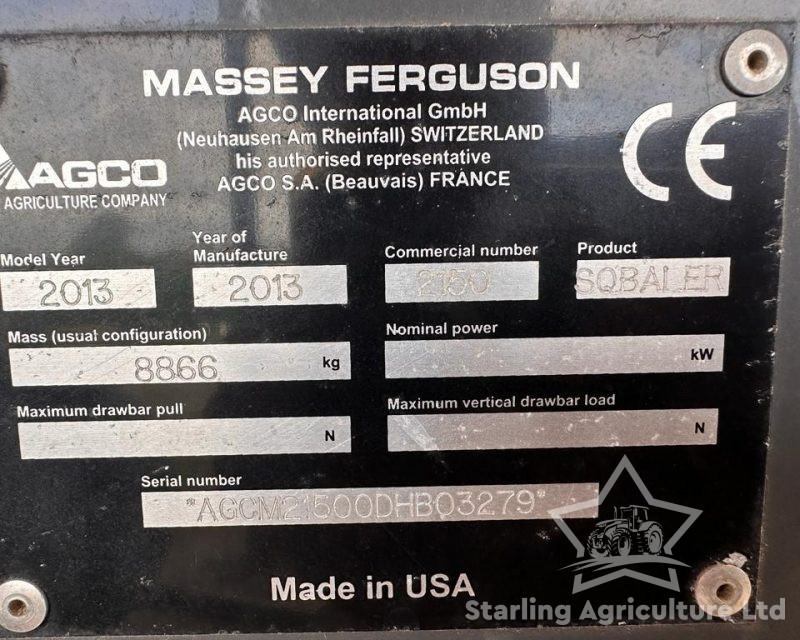 MASSEY FERGUSON
AGCO International GmbH
(Neuhausen Am Rheinfall) SWITZERLAND
his authorised representative
AGCO S.A. (Beauvais) FRANCE
CE
AGCO
AGRICULTURE COMPANY
Model Year
2013
Year of
Manufacture
2013
Commercial number
2150
Product
SQBALER
Mass (usual configuration)
8866 kg
Nominal power
kW
Maximum drawbar pull
N
Maximum vertical drawbar load
N
Serial number
*AGCM21500DHB03279*
Made in USA
Starling Agriculture Ltd